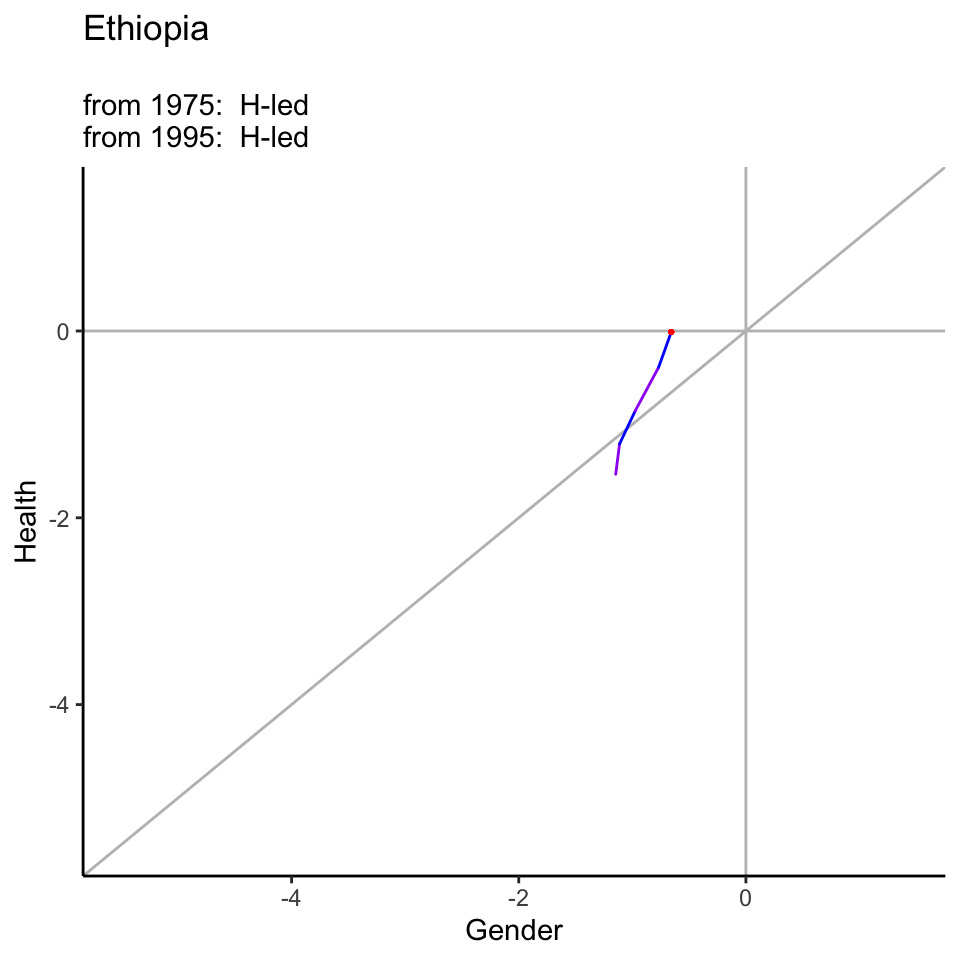 Ethiopia
from 1975:  H-led
from 1995:  H-led
Health
0
-2
-4
-4
-2
0
Gender